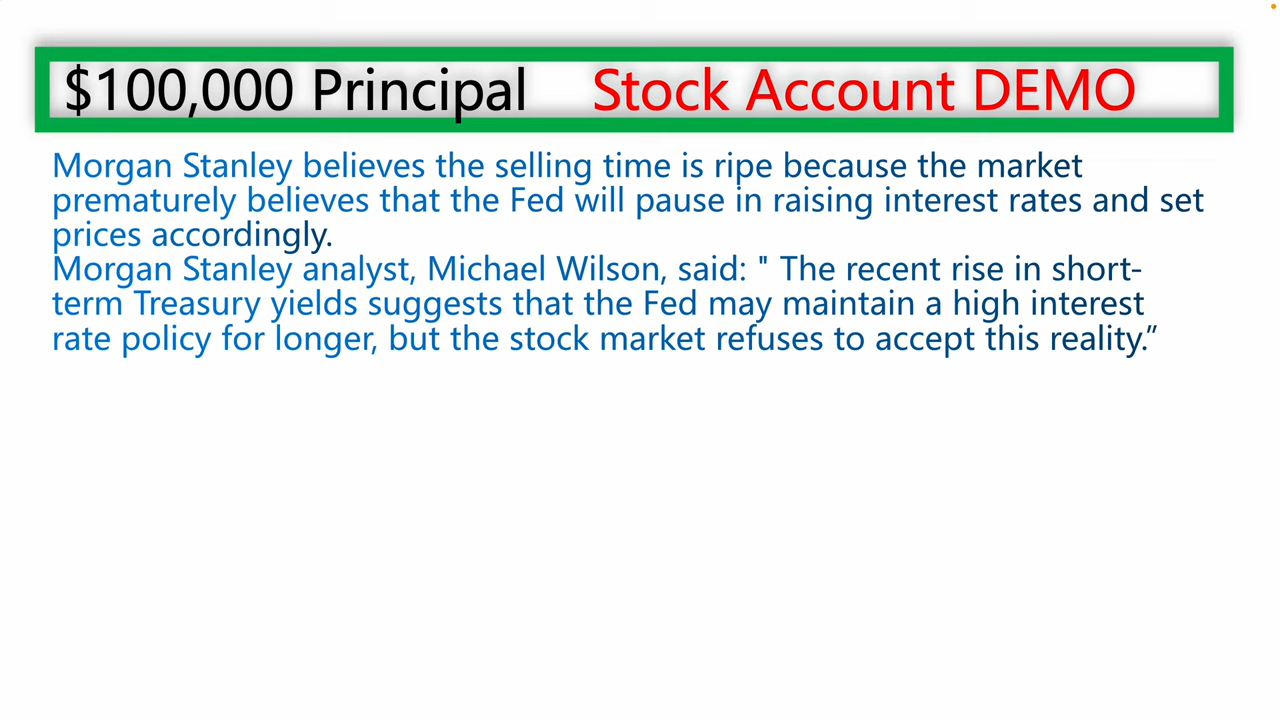 $100,000 Principal Stock Account DEMO
Morgan Stanley believes the selling time is ripe because the market
prematurely believes that the Fed will pause in raising interest rates and set
prices accordingly.
Morgan Stanley analyst, Michael Wilson, said: " The recent rise in short-
term Treasury yields suggests that the Fed may maintain a high interest
rate policy for longer, but the stock market refuses to accept this reality.”